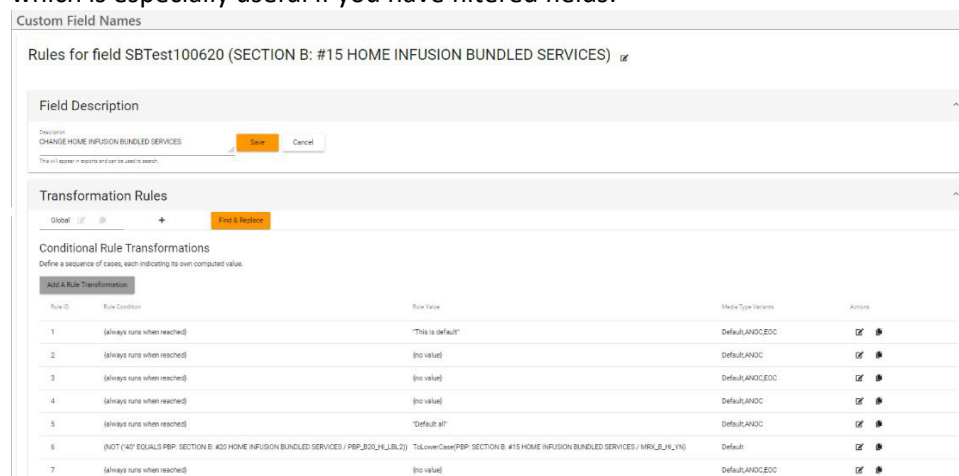 which is especially useful if you have filtered fields.
Custom Field Names
Rules for field SBTest100620 (SECTION B: #15 HOME INFUSION BUNDLED SERVICES)
Field Description
Description
CHANGE HOME INFUSION BUNDLED SERVICES
Save Cancel
This will appear in exports and can be used to search.
Transformation Rules
Global + Find & Replace
Conditional Rule Transformations
Define a sequence of cases, each indicating its own computed value.
Add A Rule Transformation
Rule ID Rule Condition Rule Value Media Type Variants Actions
1 (always runs when reached) "This is default" Default,ANOC,EOC
2 (always runs when reached) (no value) Default,ANOC
3 (always runs when reached) (no value) Default,ANOC,EOC
4 (always runs when reached) (no value) Default,ANOC
5 (always runs when reached) "Default all" Default,ANOC
6 (NOT ("40" EQUALS PBP: SECTION B: #20 HOME INFUSION BUNDLED SERVICES / PBP_B20_HI_LBL2)) ToLowerCase(PBP: SECTION B: #15 HOME INFUSION BUNDLED SERVICES / MRX_B_HI_YN) Default
7 (always runs when reached) (no value) Default,ANOC,EOC